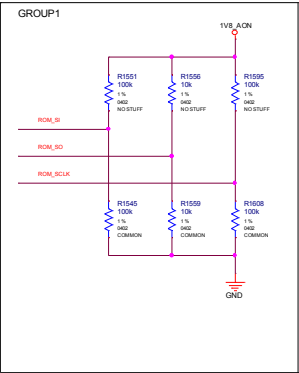 GROUP1
1V8_AON
R1551
100k
1 %
0402
NO STUFF
R1556
10k
1 %
0402
NO STUFF
R1595
100k
1 %
0402
NO STUFF
ROM_SI
ROM_SO
ROM_SCLK
R1545
100k
1 %
0402
COMMON
R1559
10k
1 %
0402
COMMON
R1608
100k
1 %
0402
COMMON
GND